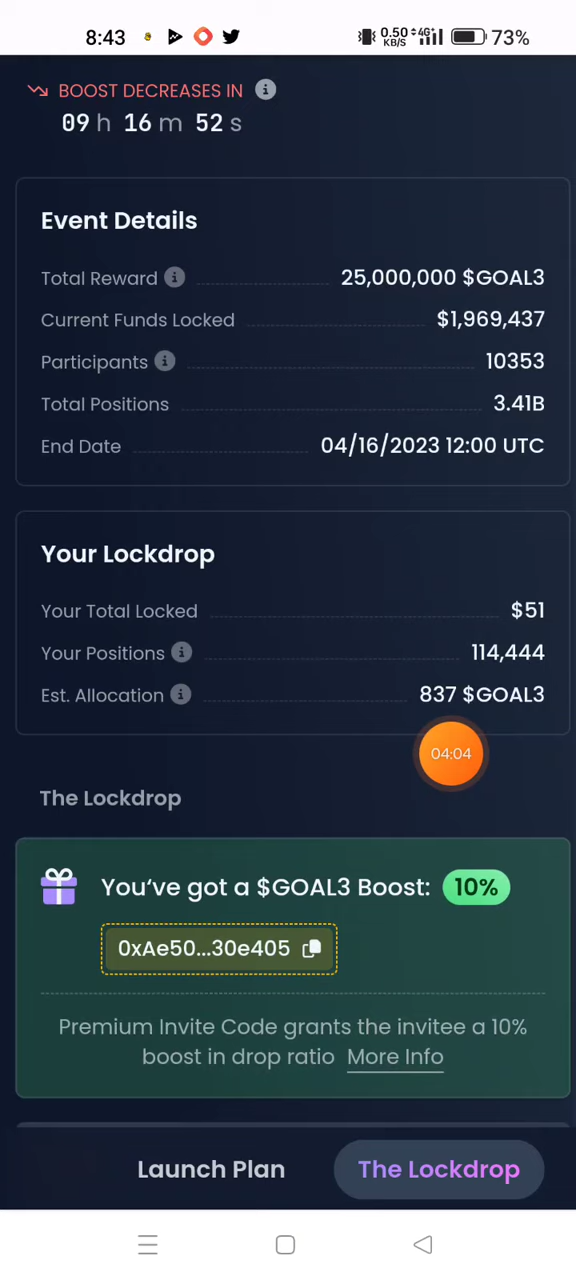 8:43 0.50 KB/S 4G+ 73%
BOOST DECREASES IN
09 h 16 m 52 s
Event Details
Total Reward 25,000,000 $GOAL3
Current Funds Locked $1,969,437
Participants 10353
Total Positions 3.41B
End Date 04/16/2023 12:00 UTC
Your Lockdrop
Your Total Locked $51
Your Positions 114,444
Est. Allocation 837 $GOAL3
04:04
The Lockdrop
You've got a $GOAL3 Boost: 10%
0xAe50...30e405
Premium Invite Code grants the invitee a 10%
boost in drop ratio More Info
Launch Plan The Lockdrop